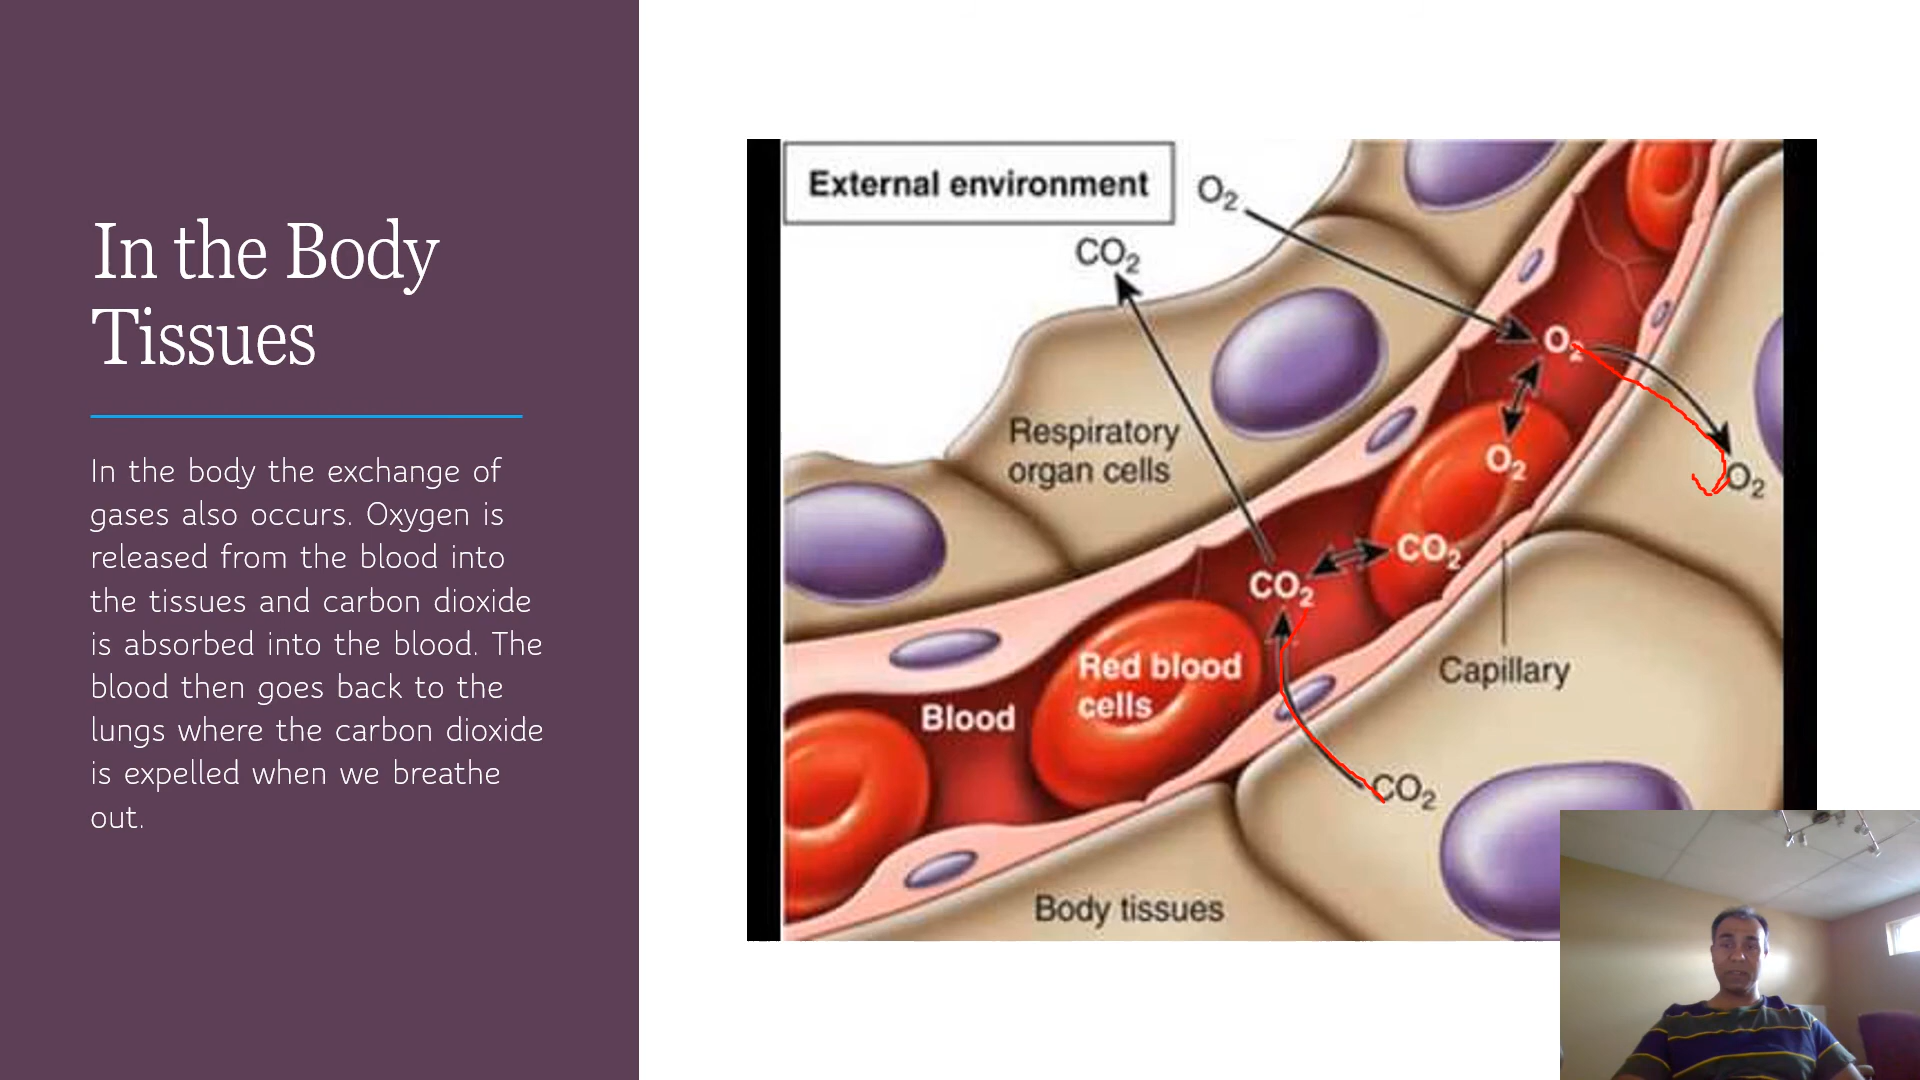 In the Body
Tissues
In the body the exchange of
gases also occurs. Oxygen is
released from the blood into
the tissues and carbon dioxide
is absorbed into the blood. The
blood then goes back to the
lungs where the carbon dioxide
is expelled when we breathe
out.
External environment
O₂
CO₂
O₂
Respiratory
organ cells
O₂
O₂
CO₂
CO₂
Red blood
cells
Capillary
Blood
CO₂
Body tissues